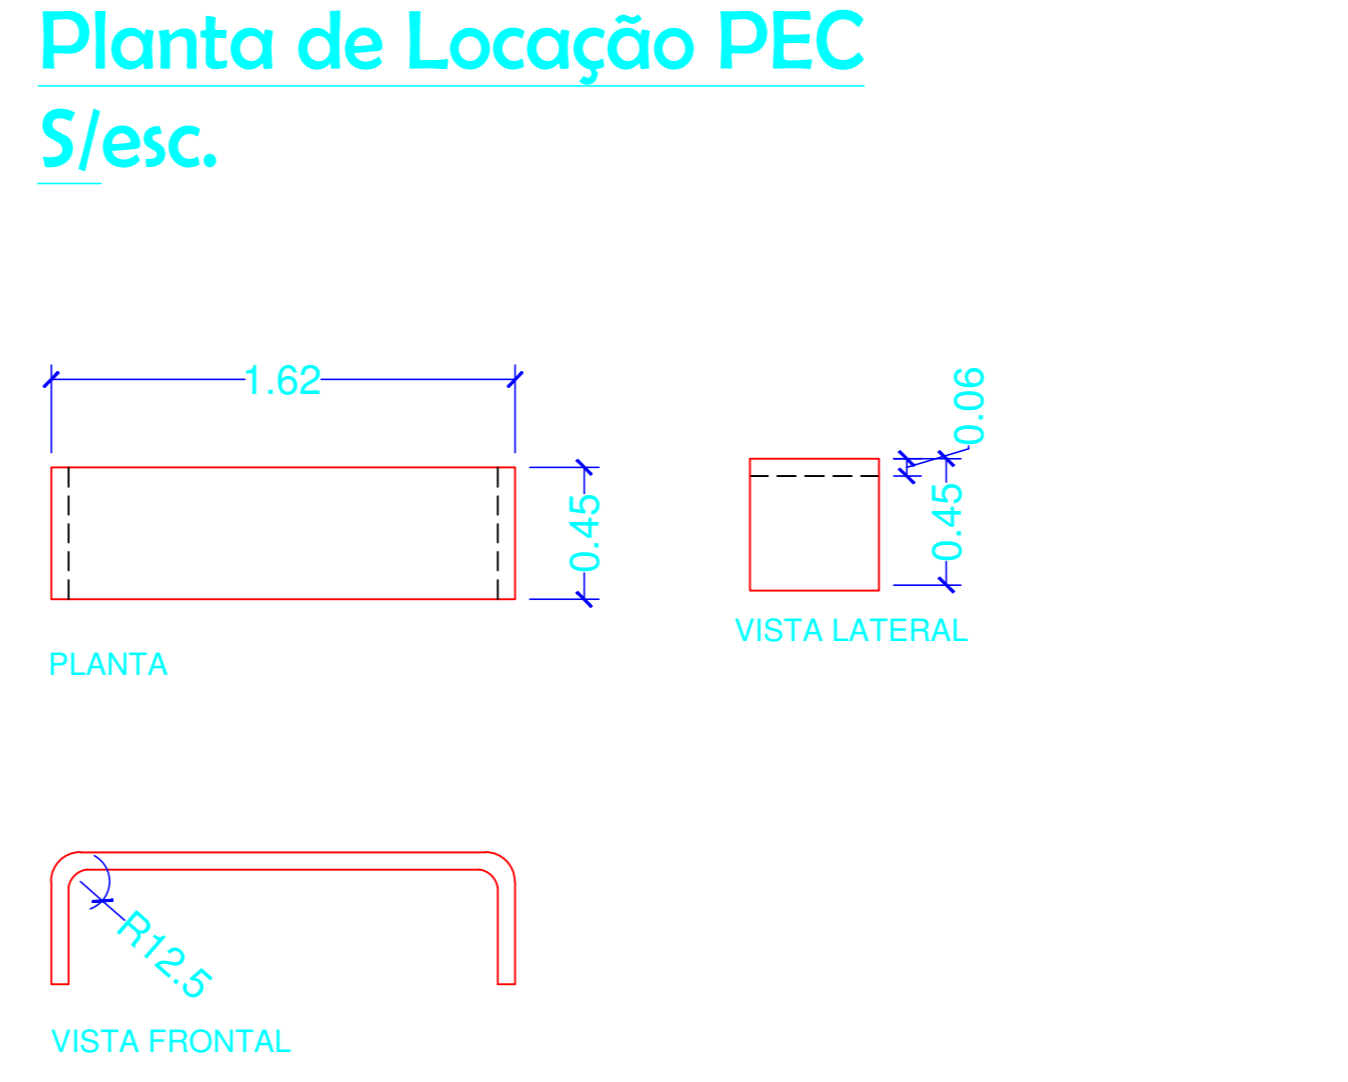 Planta de Locação PEC
S/esc.
1.62
0.45
PLANTA
0.06
0.45
VISTA LATERAL
R12.5
VISTA FRONTAL